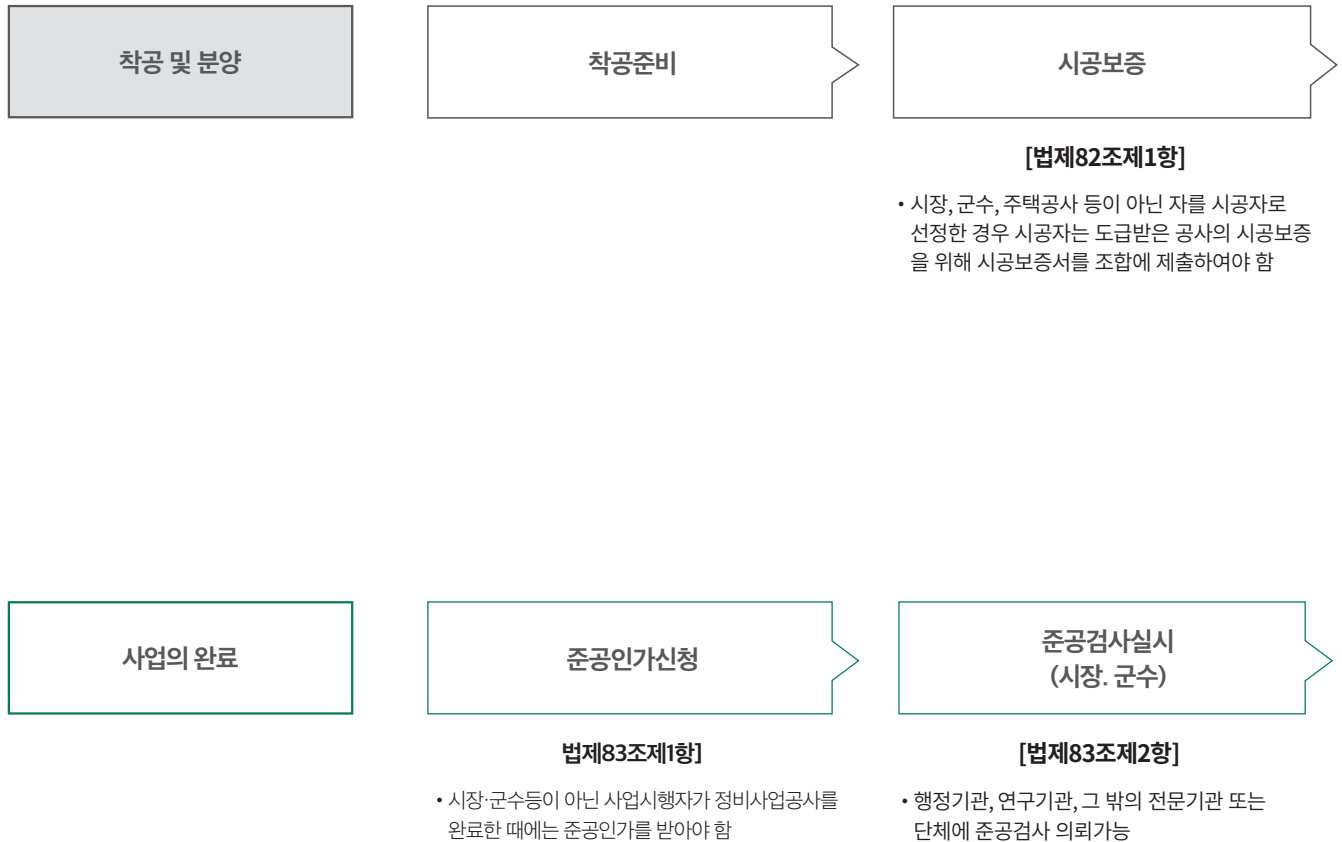 착공 및 분양
착공준비
시공보증
[법제82조제1항]
• 시장, 군수, 주택공사 등이 아닌 자를 시공자로
선정한 경우 시공자는 도급받은 공사의 시공보증
을 위해 시공보증서를 조합에 제출하여야 함
사업의 완료
준공인가신청
준공검사실시
(시장. 군수)
법제83조제1항]
• 시장·군수등이 아닌 사업시행자가 정비사업공사를
완료한 때에는 준공인가를 받아야 함
[법제83조제2항]
• 행정기관, 연구기관, 그 밖의 전문기관 또는
단체에 준공검사 의뢰가능